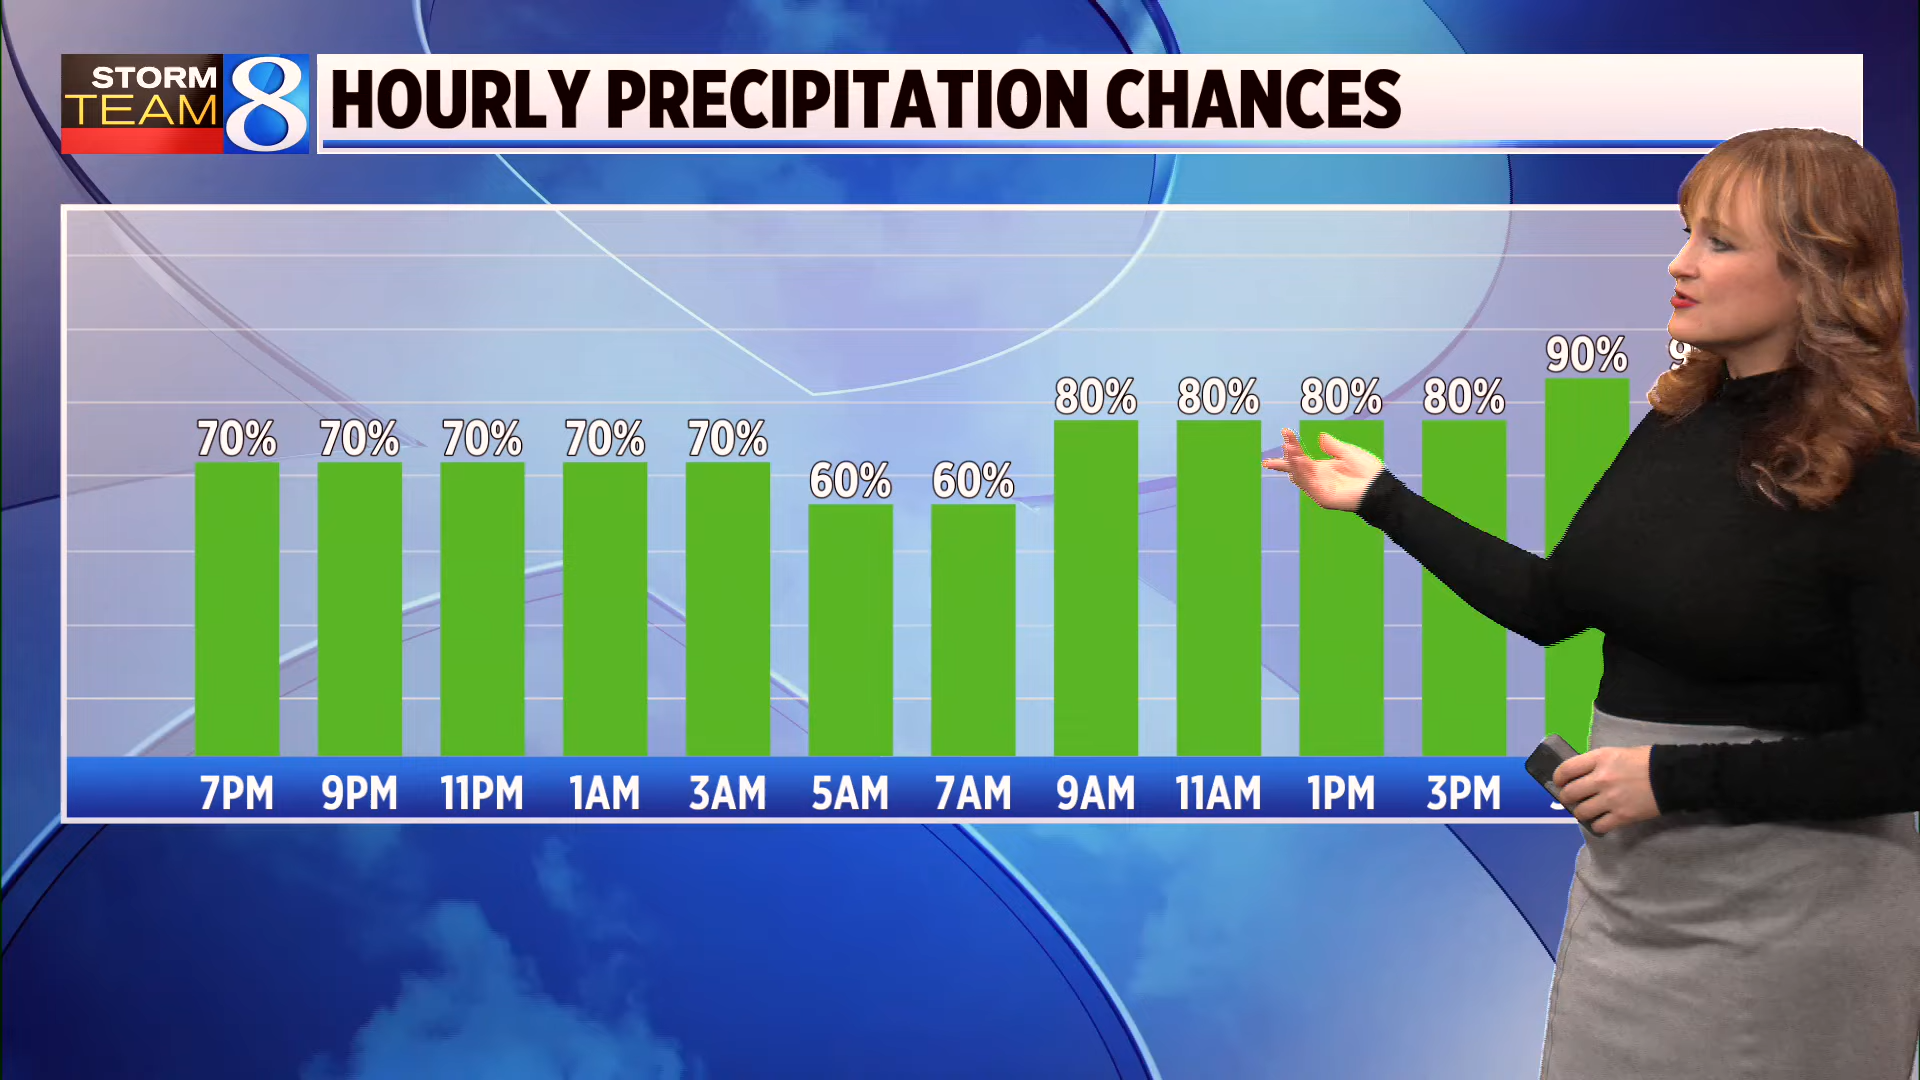 STORM
TEAM
8
HOURLY PRECIPITATION CHANCES
70% 70% 70% 70% 70% 60% 60% 80% 80% 80% 80% 90%
7PM 9PM 11PM 1AM 3AM 5AM 7AM 9AM 11AM 1PM 3PM